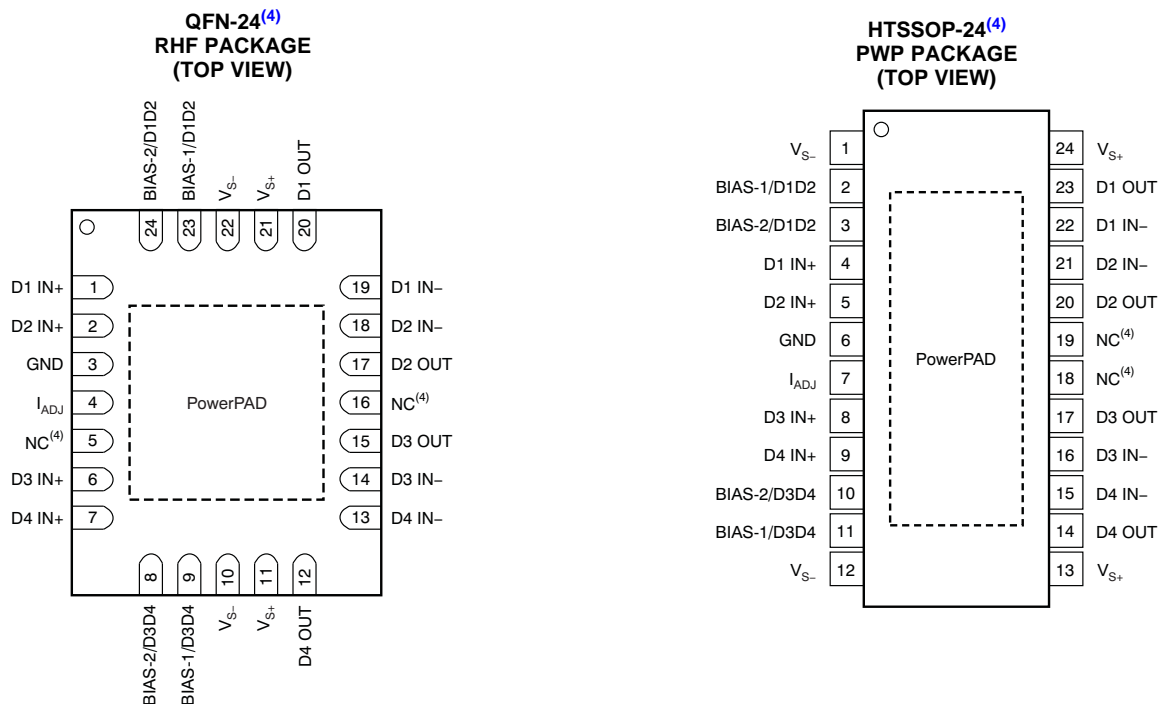 QFN-24(4)
RHF PACKAGE
(TOP VIEW)
BIAS-2/D1D2
BIAS-1/D1D2
VS−
VS+
D1 OUT
24 23 22 21 20
D1 IN+ 1 19 D1 IN−
D2 IN+ 2 18 D2 IN−
GND 3 17 D2 OUT
IADJ 4 PowerPAD 16 NC(4)
NC(4) 5 15 D3 OUT
D3 IN+ 6 14 D3 IN−
D4 IN+ 7 13 D4 IN−
8 9 10 11 12
BIAS-2/D3D4
BIAS-1/D3D4
VS−
VS+
D4 OUT
HTSSOP-24(4)
PWP PACKAGE
(TOP VIEW)
VS− 1 24 VS+
BIAS-1/D1D2 2 23 D1 OUT
BIAS-2/D1D2 3 22 D1 IN−
D1 IN+ 4 21 D2 IN−
D2 IN+ 5 20 D2 OUT
GND 6 19 NC(4)
PowerPAD
IADJ 7 18 NC(4)
D3 IN+ 8 17 D3 OUT
D4 IN+ 9 16 D3 IN−
BIAS-2/D3D4 10 15 D4 IN−
BIAS-1/D3D4 11 14 D4 OUT
VS− 12 13 VS+